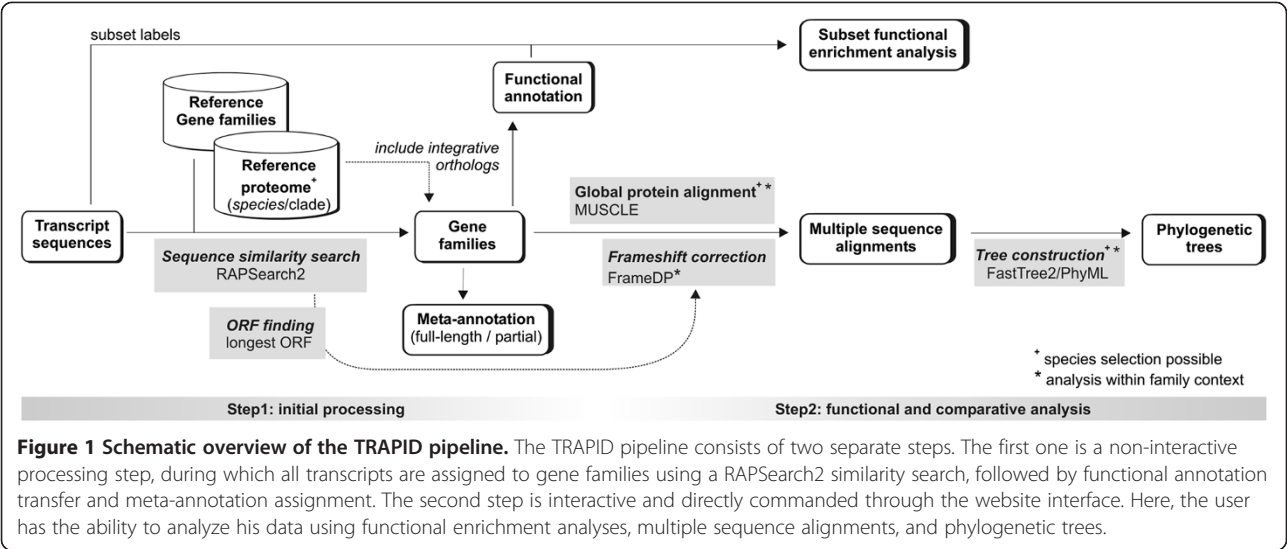 subset labels
Subset functional
enrichment analysis
Functional
annotation
Reference
Gene families
Reference
proteome+
(species/clade)
include integrative
orthologs
Transcript
sequences
Sequence similarity search
RAPSearch2
ORF finding
longest ORF
Gene
families
Meta-annotation
(full-length / partial)
Global protein alignment+ *
MUSCLE
Frameshift correction
FrameDP*
Multiple sequence
alignments
Tree construction+ *
FastTree2/PhyML
Phylogenetic
trees
+ species selection possible
* analysis within family context
Step1: initial processing
Step2: functional and comparative analysis
Figure 1 Schematic overview of the TRAPID pipeline. The TRAPID pipeline consists of two separate steps. The first one is a non-interactive
processing step, during which all transcripts are assigned to gene families using a RAPSearch2 similarity search, followed by functional annotation
transfer and meta-annotation assignment. The second step is interactive and directly commanded through the website interface. Here, the user
has the ability to analyze his data using functional enrichment analyses, multiple sequence alignments, and phylogenetic trees.